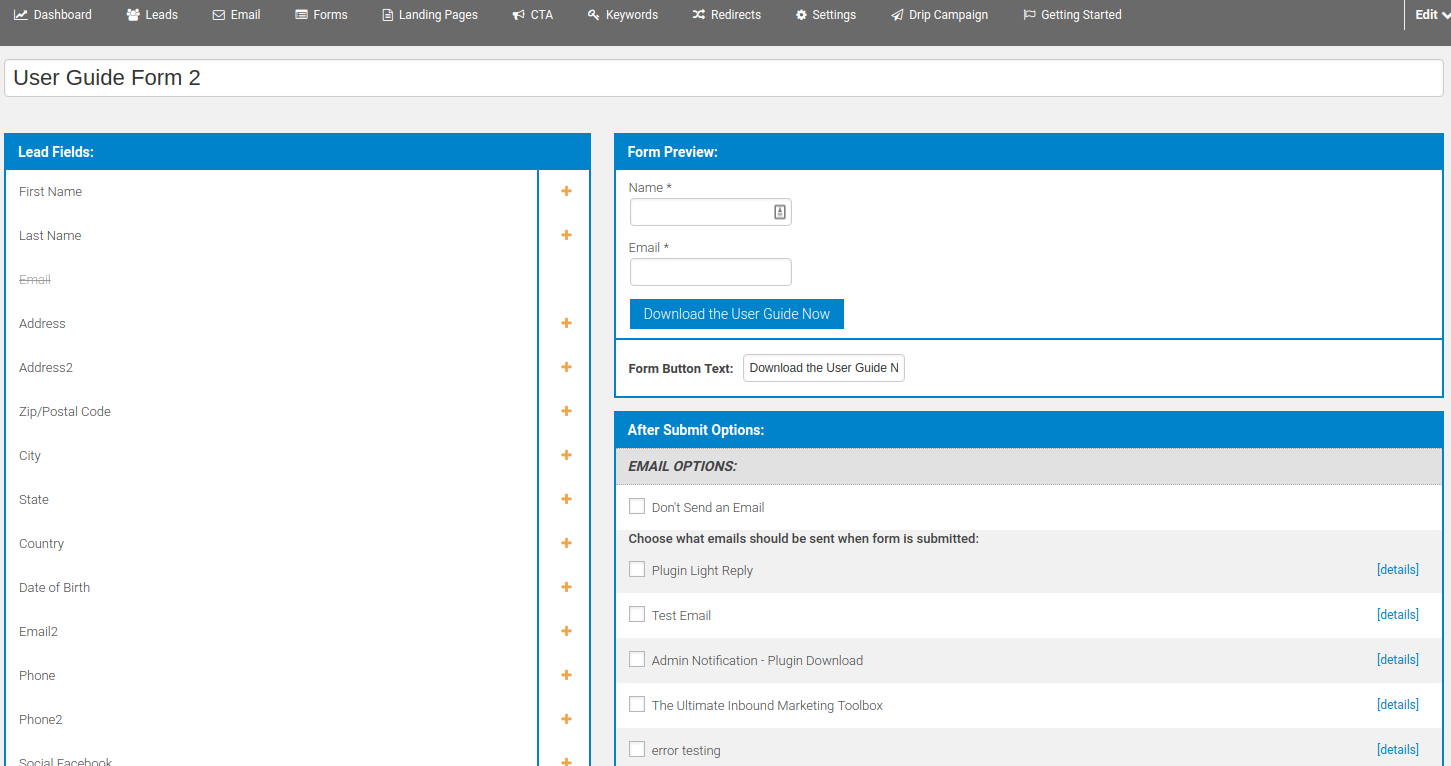 Dashboard Leads Email Forms Landing Pages CTA Keywords Redirects Settings Drip Campaign Getting Started Edit
User Guide Form 2
Lead Fields:
First Name
Last Name
Email
Address
Address2
Zip/Postal Code
City
State
Country
Date of Birth
Email2
Phone
Phone2
Social Facebook
Form Preview:
Name *
Email *
Download the User Guide Now
Form Button Text: Download the User Guide N
After Submit Options:
EMAIL OPTIONS:
Don't Send an Email
Choose what emails should be sent when form is submitted:
Plugin Light Reply [details]
Test Email [details]
Admin Notification - Plugin Download [details]
The Ultimate Inbound Marketing Toolbox [details]
error testing [details]